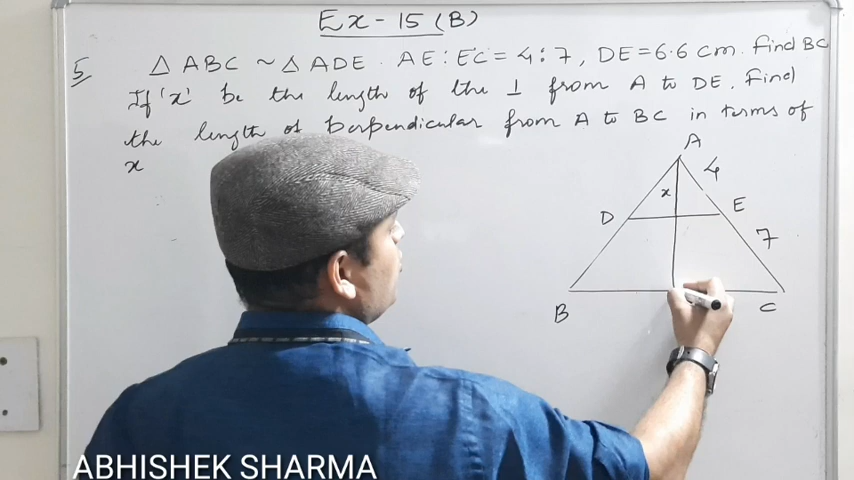 Ex - 15 (B)
5 △ ABC ~ △ ADE. AE : EC = 4 : 7, DE = 6.6 cm. Find BC
If 'x' be the length of the ⊥ from A to DE. Find
the length of perpendicular from A to BC in terms of
x
A
4
x
D
E
7
B
C
ABHISHEK SHARMA